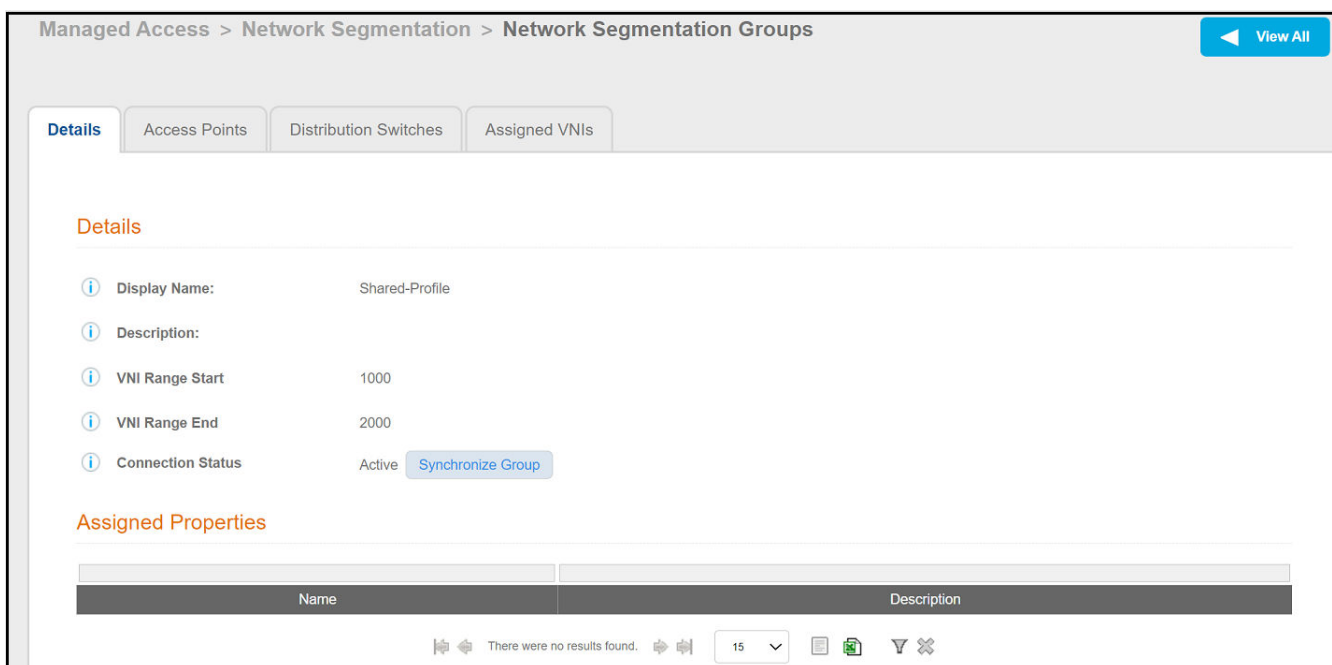 Managed Access > Network Segmentation > Network Segmentation Groups
View All
Details
Access Points
Distribution Switches
Assigned VNIs
Details
Display Name: Shared-Profile
Description:
VNI Range Start 1000
VNI Range End 2000
Connection Status Active Synchronize Group
Assigned Properties
Name Description
There were no results found. 15